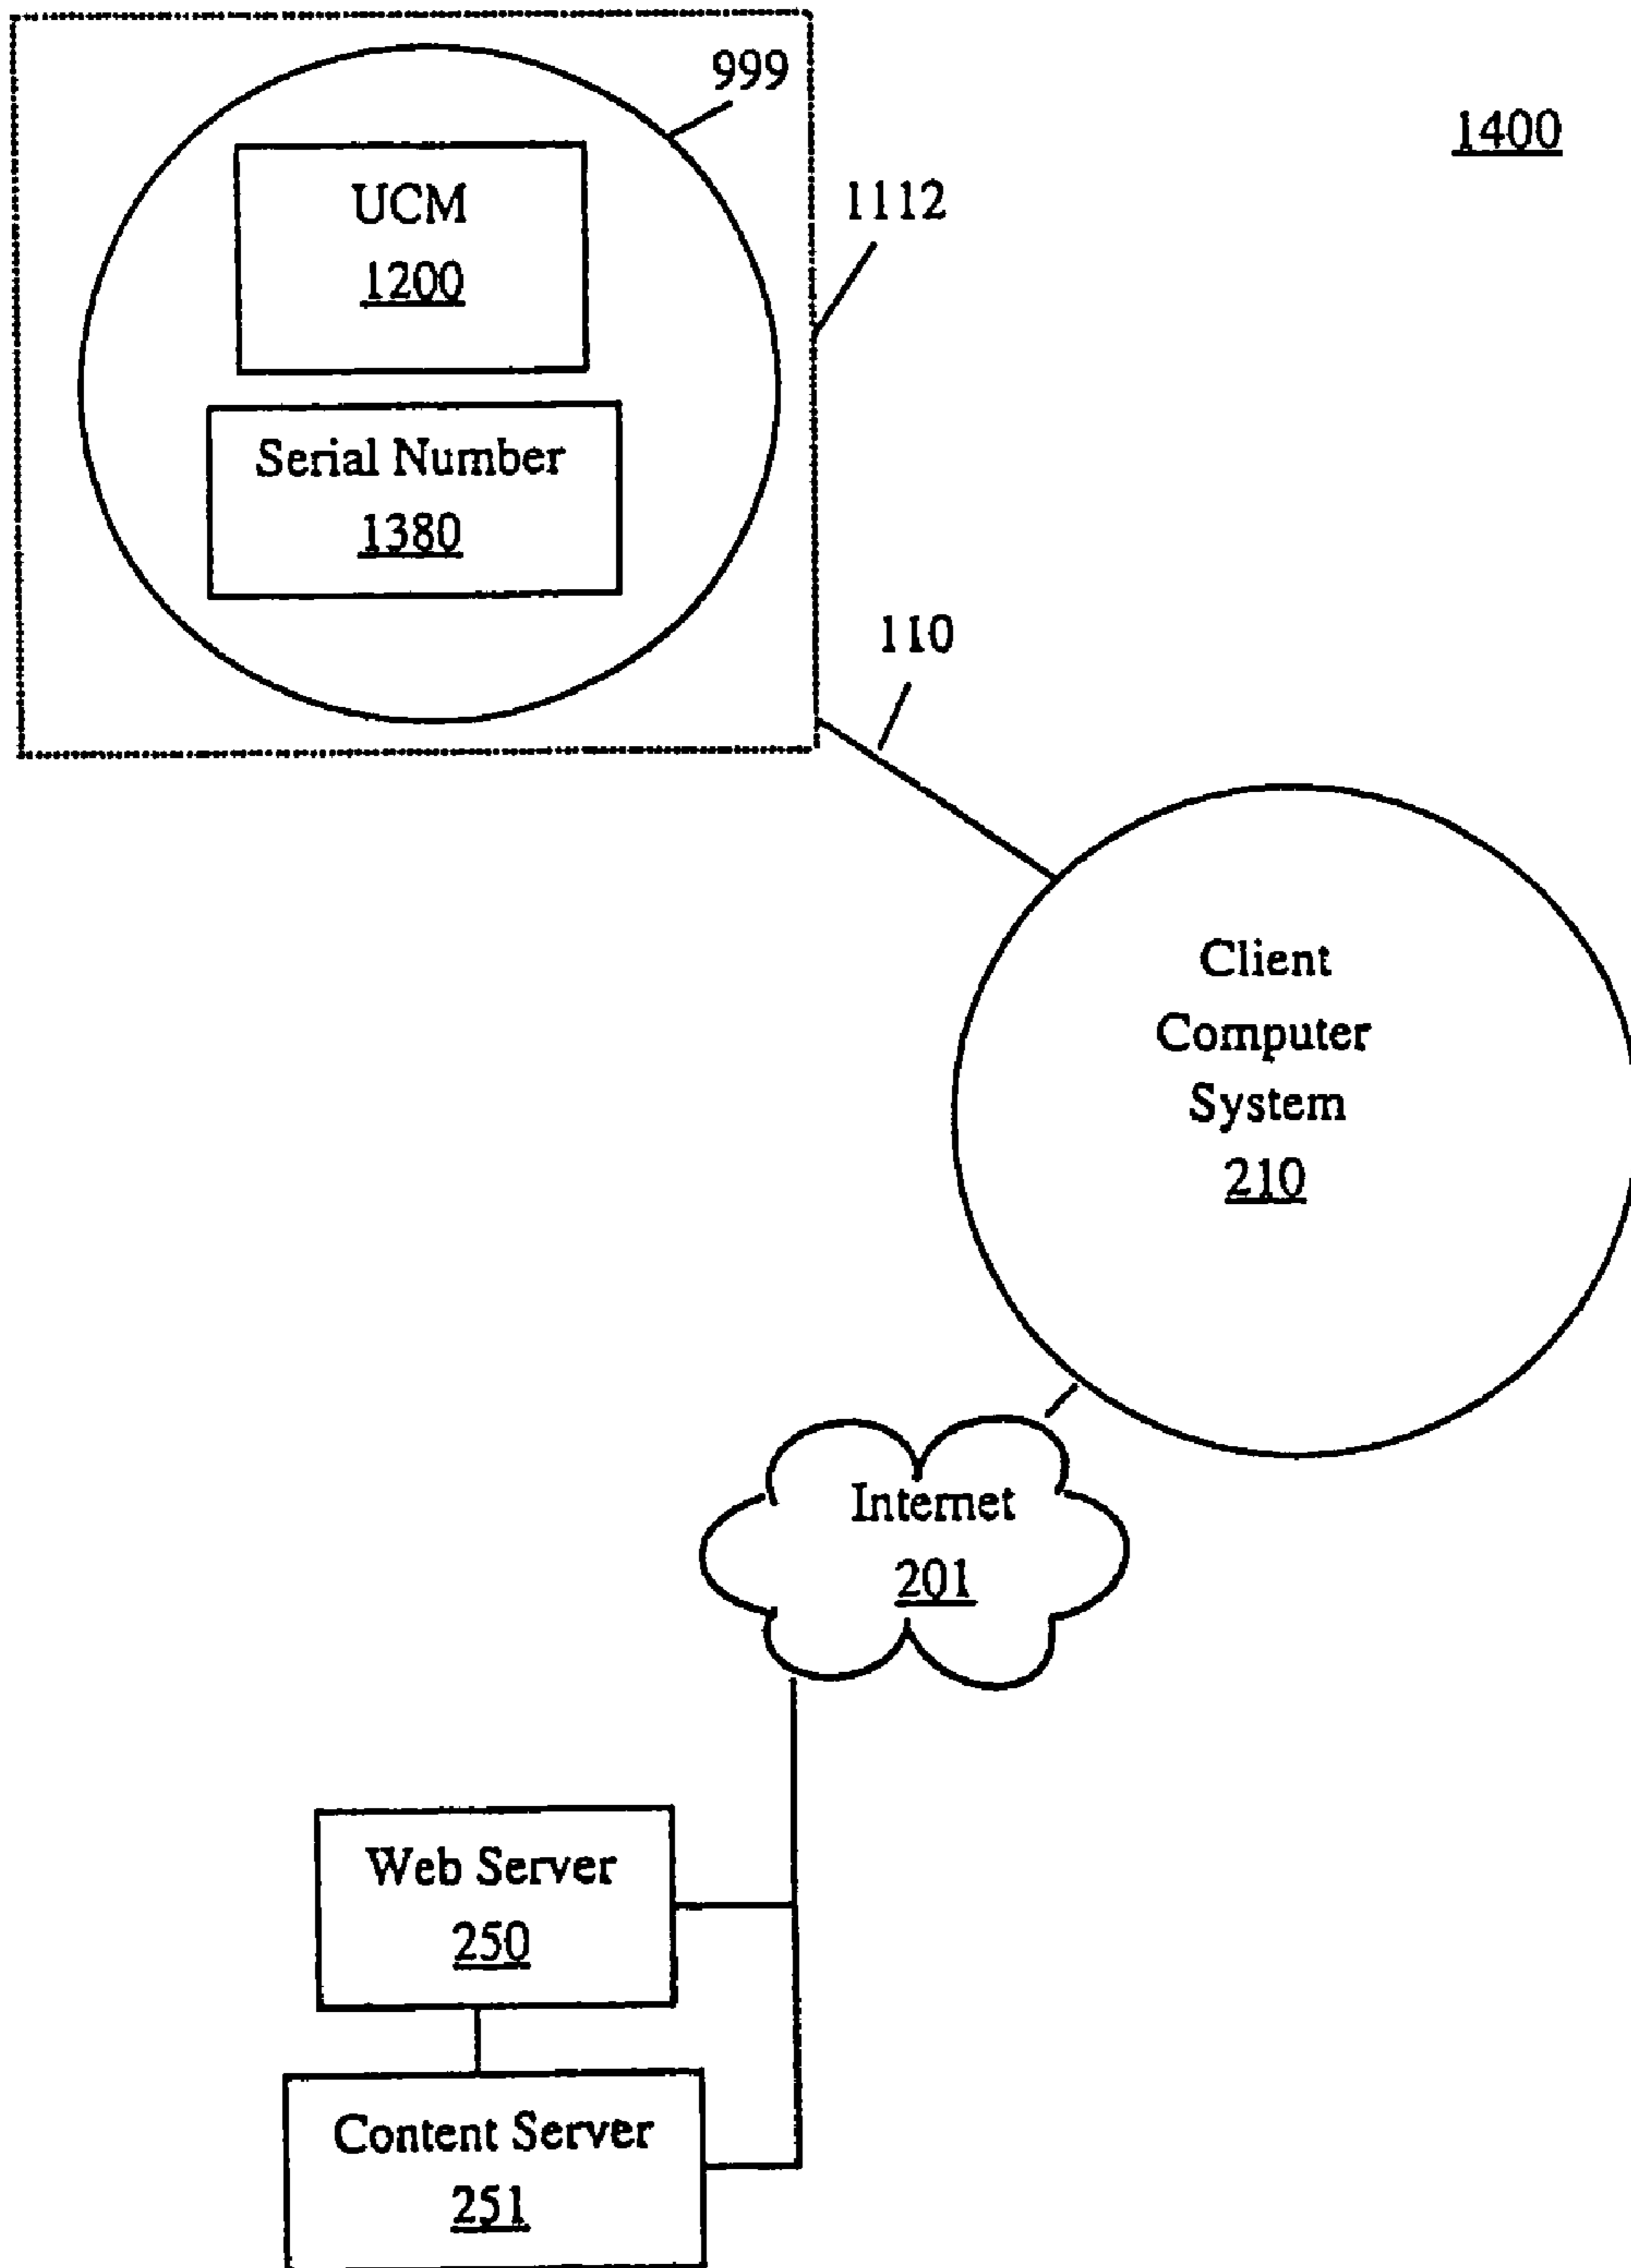 999
1400
UCM
1200
1112
Serial Number
1380
110
Client
Computer
System
210
Internet
201
Web Server
250
Content Server
251